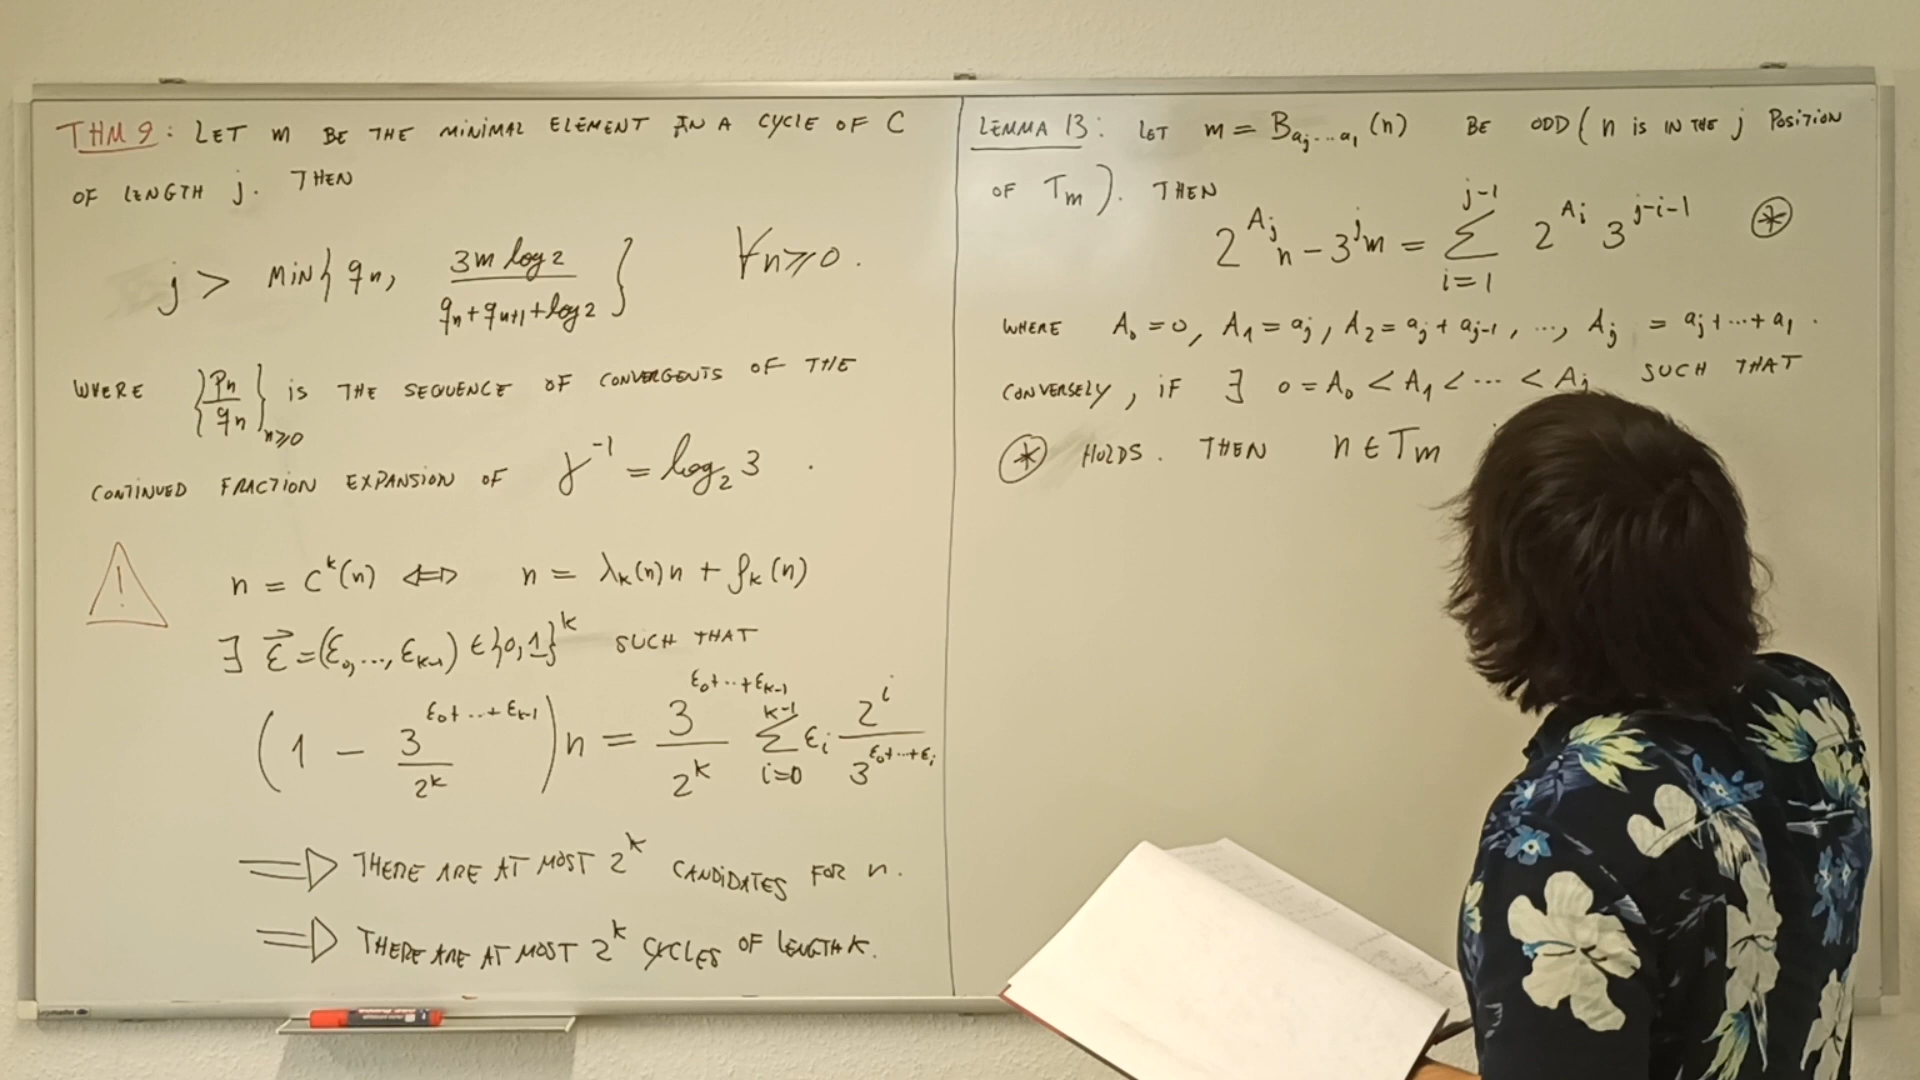 THM 9: LET m BE THE MINIMAL ELEMENT IN A CYCLE OF C
OF LENGTH j. THEN
j > MIN{ q_n, (3m log2)/(q_n + q_{n+1} + log2) } ∀n⩾0.
WHERE {p_n/q_n}_{n⩾0} IS THE SEQUENCE OF CONVERGENTS OF THE
CONTINUED FRACTION EXPANSION OF γ^{-1} = log_2 3 .
! n = C^k(n) ⇔ n = λ_k(n)n + ρ_k(n)
∃ ε⃗ = (ε_0, ..., ε_{k-1}) ∈ {0,1}^k SUCH THAT
(1 - 3^{ε_0+...+ε_{k-1}}/2^k) n = 3^{ε_0+...+ε_{k-1}}/2^k ∑_{i=0}^{k-1} ε_i 2^i/3^{ε_0+...+ε_i}
⇒ THERE ARE AT MOST 2^k CANDIDATES FOR n.
⇒ THERE ARE AT MOST 2^k CYCLES OF LENGTH k.
LEMMA 13: LET m = B_{a_j...a_1}(n) BE ODD (n IS IN THE j POSITION
OF T_m). THEN
2^{A_j} n - 3^j m = ∑_{i=1}^{j-1} 2^{A_i} 3^{j-i-1} ⊛
WHERE A_0 = 0, A_1 = a_j, A_2 = a_j + a_{j-1}, ..., A_j = a_j + ... + a_1 .
CONVERSELY, IF ∃ 0 = A_0 < A_1 < ... < A_j SUCH THAT
⊛ HOLDS. THEN n ∈ T_m